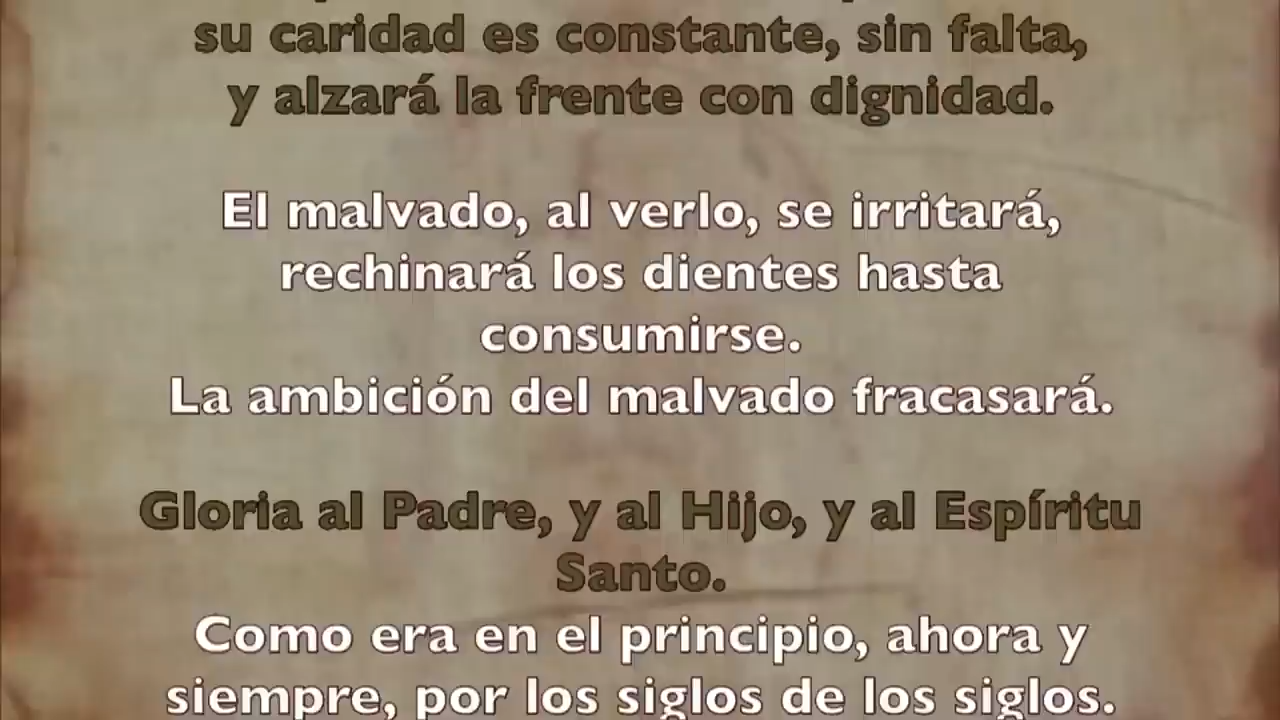 su caridad es constante, sin falta,
y alzará la frente con dignidad.
El malvado, al verlo, se irritará,
rechinará los dientes hasta
consumirse.
La ambición del malvado fracasará.
Gloria al Padre, y al Hijo, y al Espíritu
Santo.
Como era en el principio, ahora y
siempre, por los siglos de los siglos.